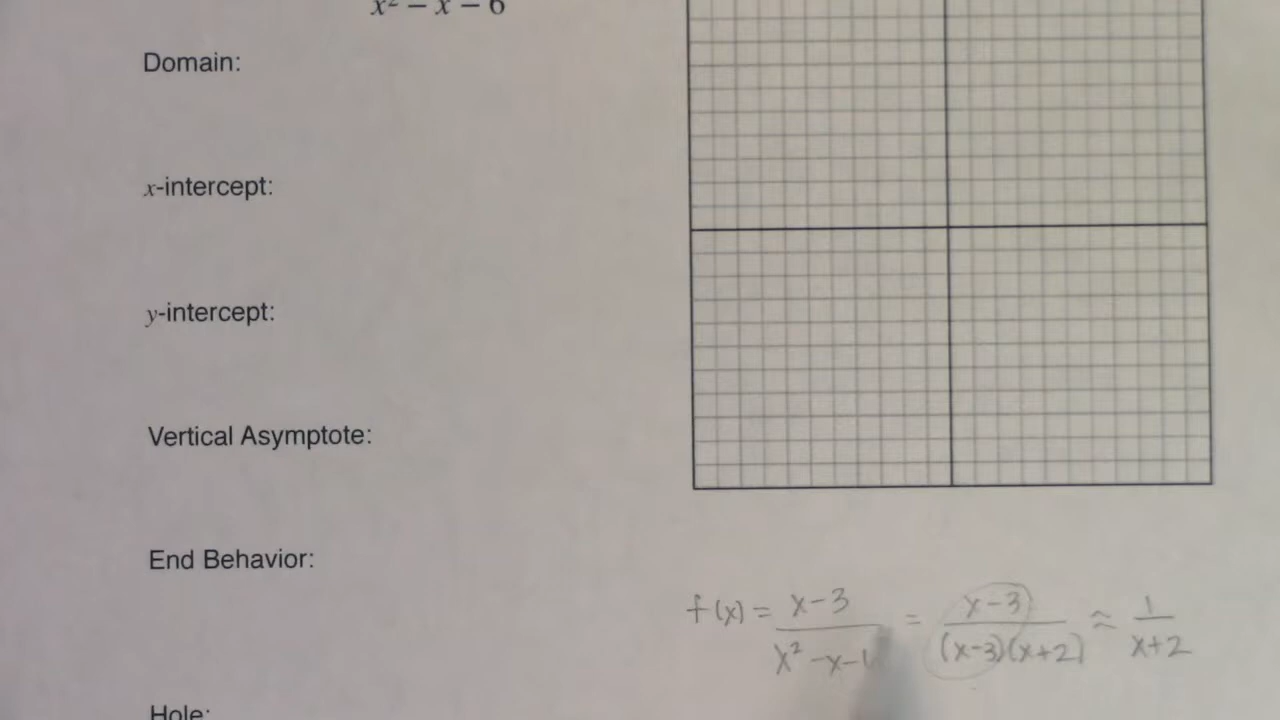 x² − x − 6
Domain:
x-intercept:
y-intercept:
Vertical Asymptote:
End Behavior:
f(x) = x−3 / x²−x− = x−3 / (x−3)(x+2) ≈ 1 / x+2
Hole: